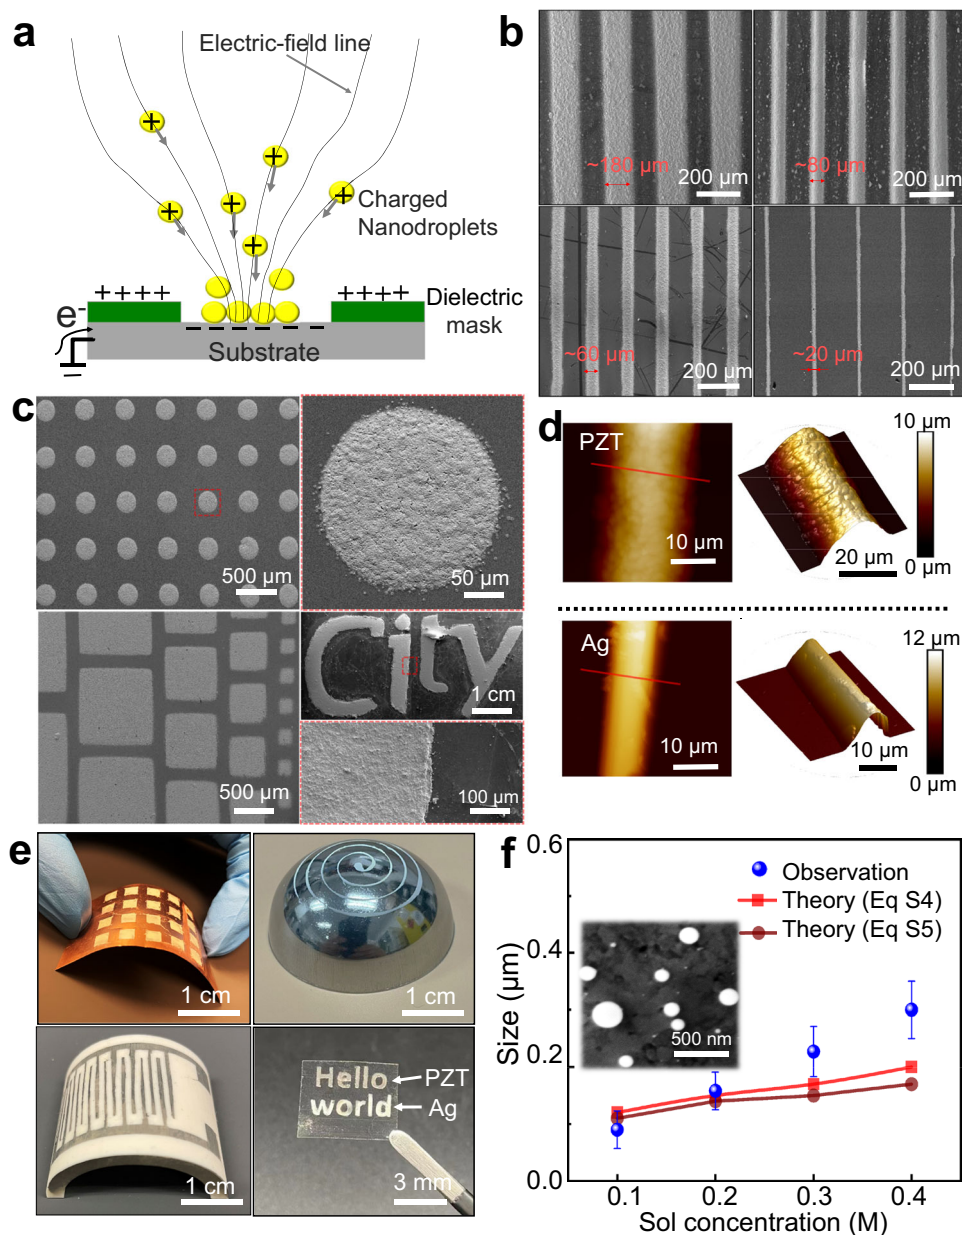 a
Electric-field line
+
+
+
+
+
+
Charged
Nanodroplets
++++
++++
Dielectric
mask
e-
Substrate
b
~180 µm
200 µm
~80 µm
200 µm
~60 µm
200 µm
~20 µm
200 µm
c
500 µm
50 µm
500 µm
City
1 cm
100 µm
d
PZT
10 µm
10 µm
0 µm
20 µm
Ag
10 µm
12 µm
0 µm
10 µm
e
1 cm
1 cm
1 cm
Hello
world
PZT
Ag
3 mm
f
Observation
Theory (Eq S4)
Theory (Eq S5)
500 nm
Size (µm)
0.6
0.4
0.2
0.0
0.1
0.2
0.3
0.4
Sol concentration (M)